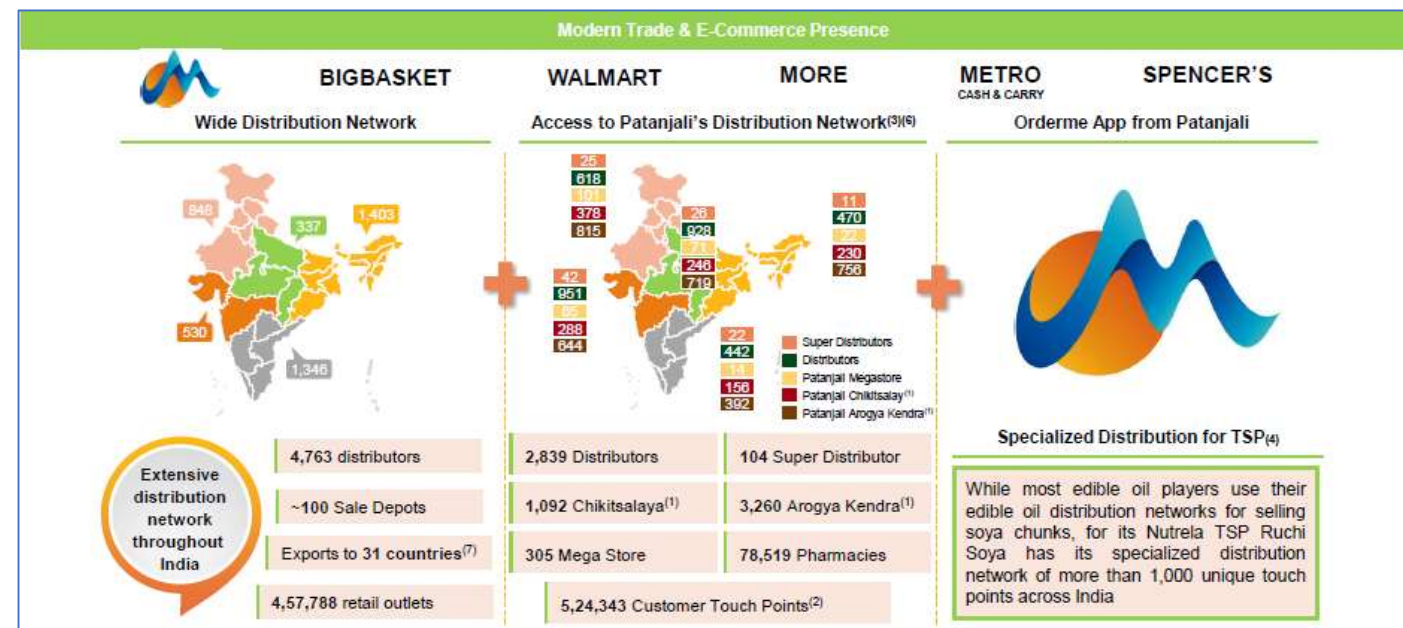 Modern Trade & E-Commerce Presence
BIGBASKET
WALMART
MORE
METRO
CASH & CARRY
SPENCER'S
Wide Distribution Network
846
337
1,403
530
1,346
Extensive
distribution
network
throughout
India
4,763 distributors
~100 Sale Depots
Exports to 31 countries(7)
4,57,788 retail outlets
Access to Patanjali's Distribution Network(3)(6)
25
618
101
378
815
26
928
71
246
719
11
470
230
756
42
951
288
644
22
442
14
156
392
Super Distributors
Distributors
Patanjali Megastore
Patanjali Chikitsalay(1)
Patanjali Arogya Kendra(1)
2,839 Distributors
104 Super Distributor
1,092 Chikitsalaya(1)
3,260 Arogya Kendra(1)
305 Mega Store
78,519 Pharmacies
5,24,343 Customer Touch Points(2)
Orderme App from Patanjali
Specialized Distribution for TSP(4)
While most edible oil players use their
edible oil distribution networks for selling
soya chunks, for its Nutrela TSP Ruchi
Soya has its specialized distribution
network of more than 1,000 unique touch
points across India